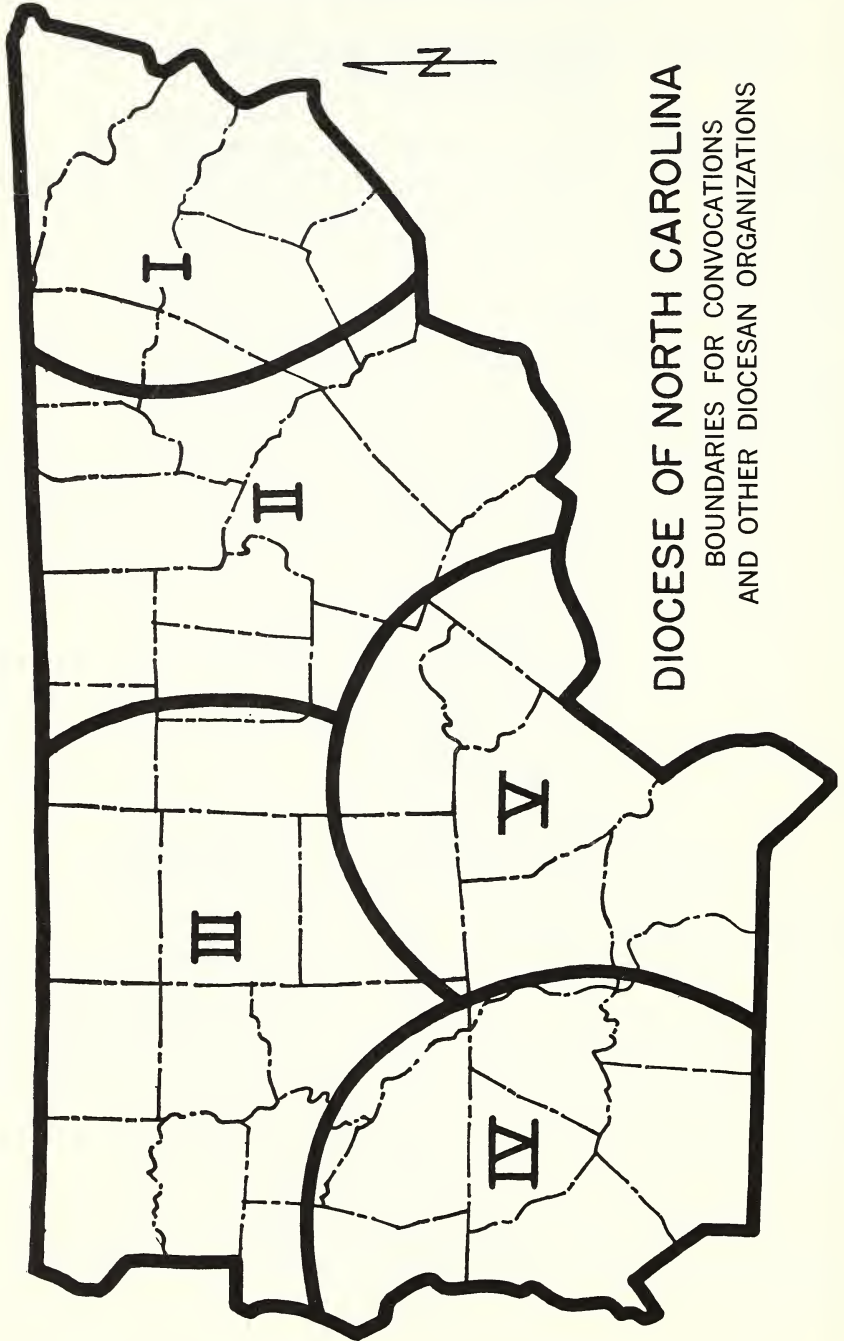 DIOCESE OF NORTH CAROLINA
BOUNDARIES FOR CONVOCATIONS
AND OTHER DIOCESAN ORGANIZATIONS
N
I
II
III
IV
V